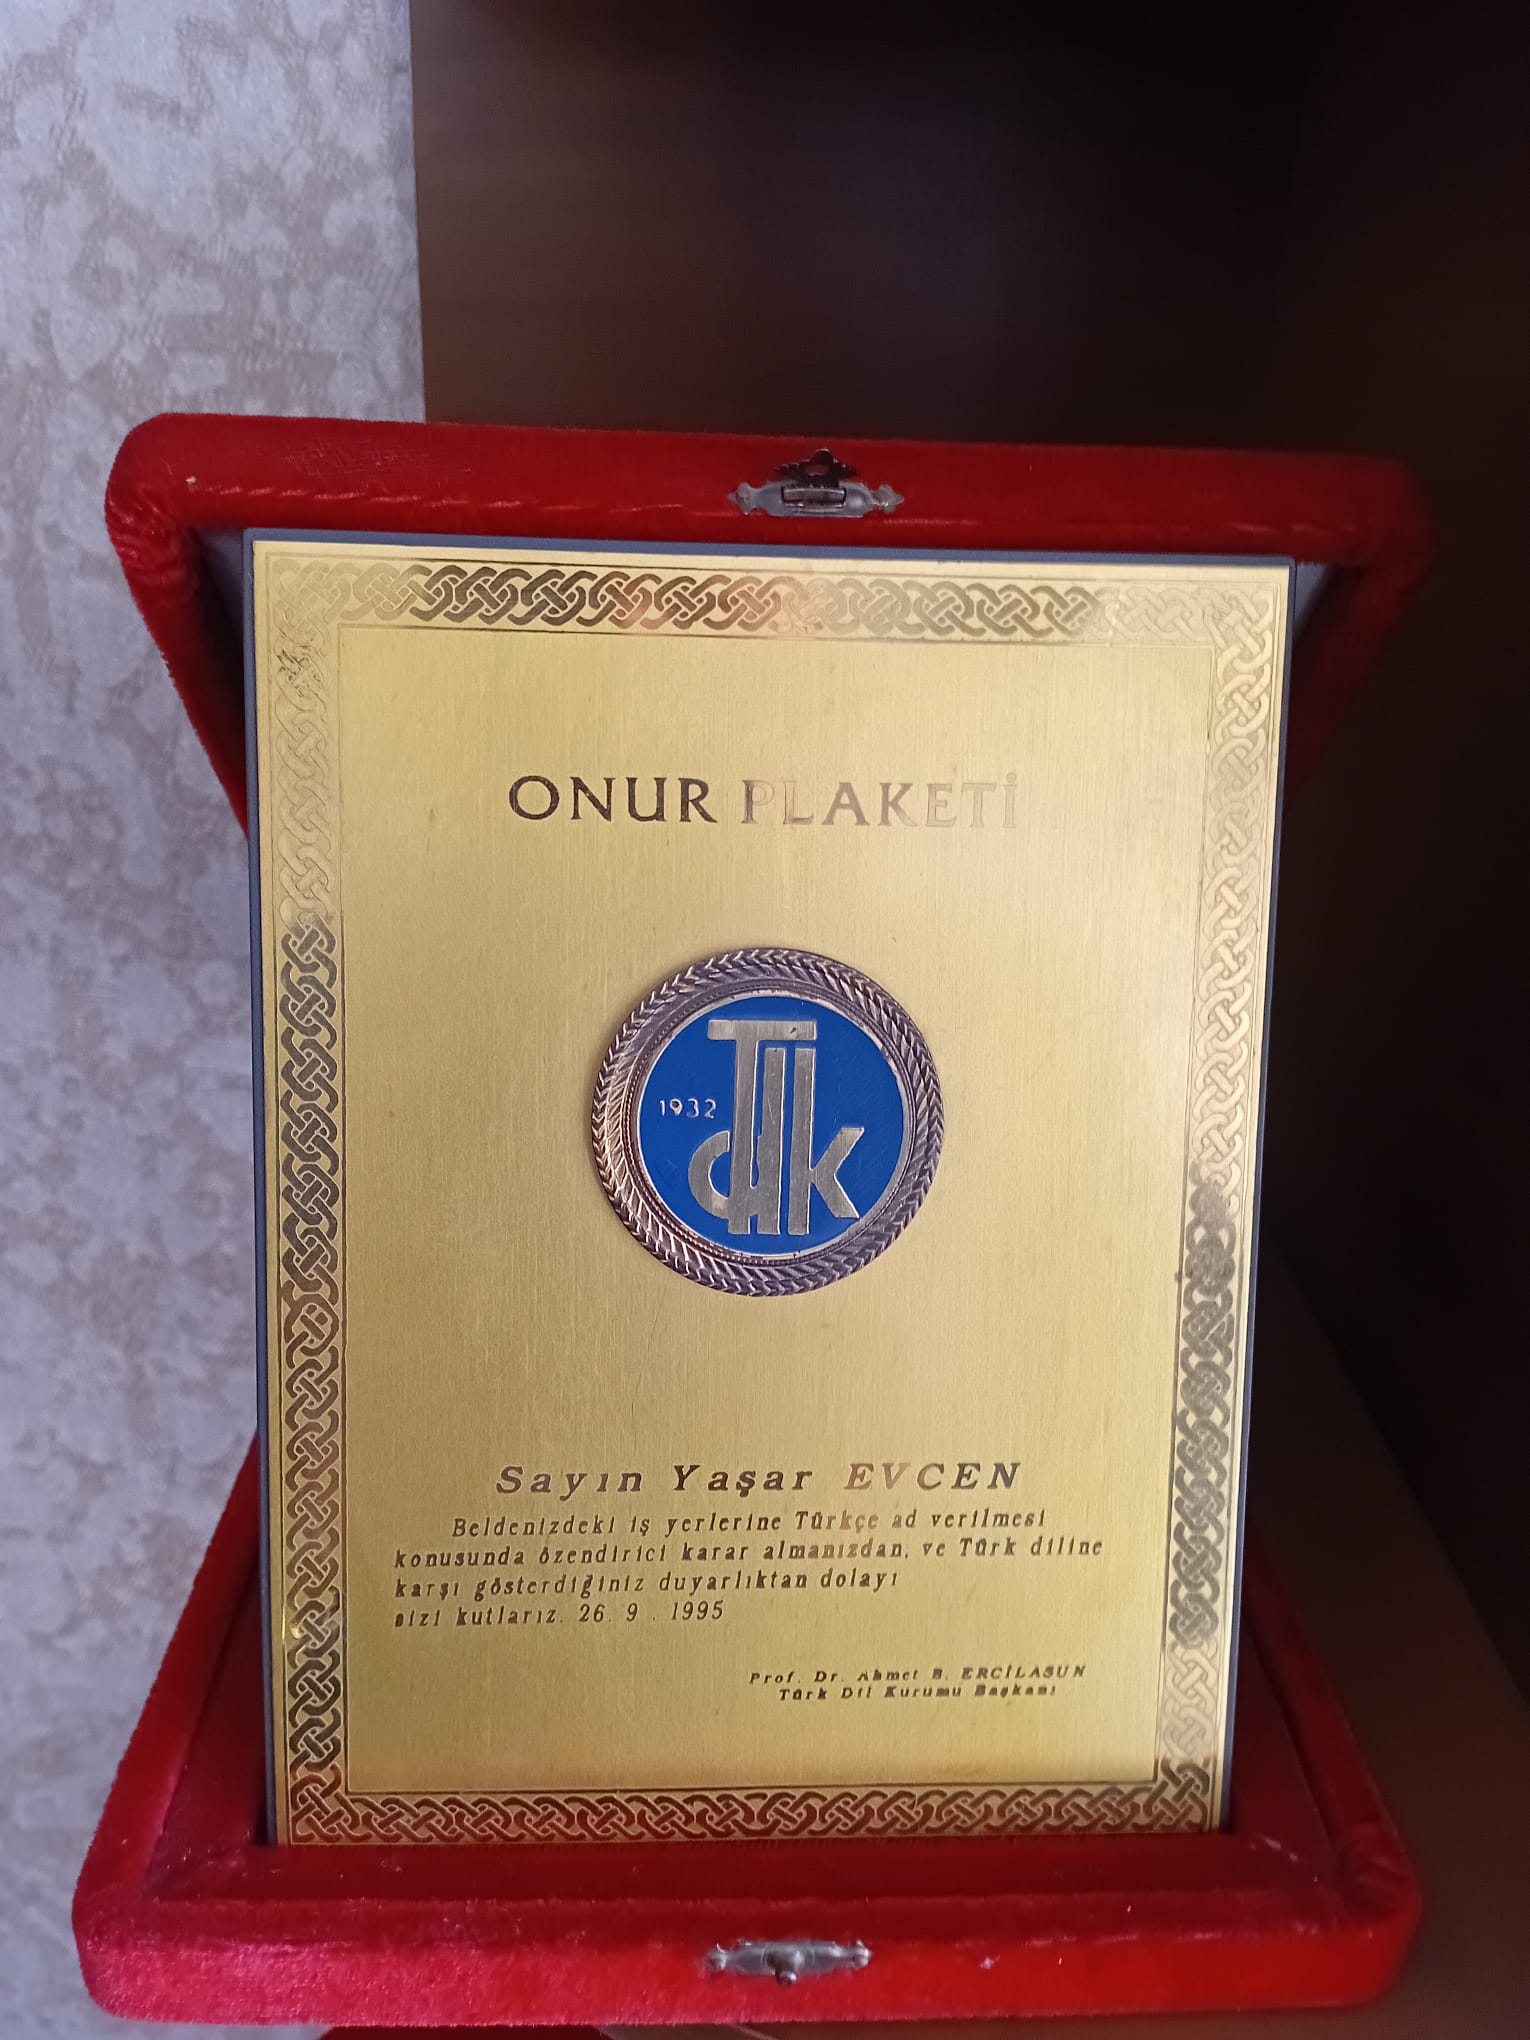 ONUR PLAKETİ
1932
TDK
Sayın Yaşar EVCEN
Beldenizdeki iş yerlerine Türkçe ad verilmesi
konusunda özendirici karar almanızdan, ve Türk diline
karşı gösterdiğiniz duyarlıktan dolayı
sizi kutlarız. 26. 9 . 1995
Prof. Dr. Ahmet B. ERCİLASUN
Türk Dil Kurumu Başkanı